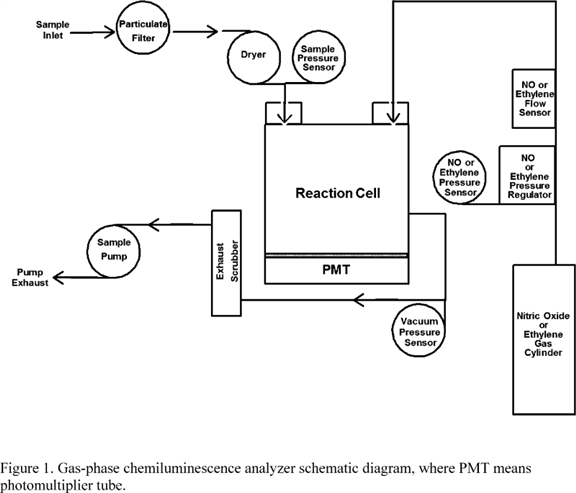 Sample
Inlet
Particulate
Filter
Dryer
Sample
Pressure
Sensor
NO or
Ethylene
Flow
Sensor
NO or
Ethylene
Pressure
Sensor
NO
or
Ethylene
Pressure
Regulator
Reaction Cell
PMT
Sample
Pump
Exhaust
Scrubber
Pump
Exhaust
Vacuum
Pressure
Sensor
Nitric Oxide
or
Ethylene
Gas
Cylinder
Figure 1. Gas-phase chemiluminescence analyzer schematic diagram, where PMT means
photomultiplier tube.